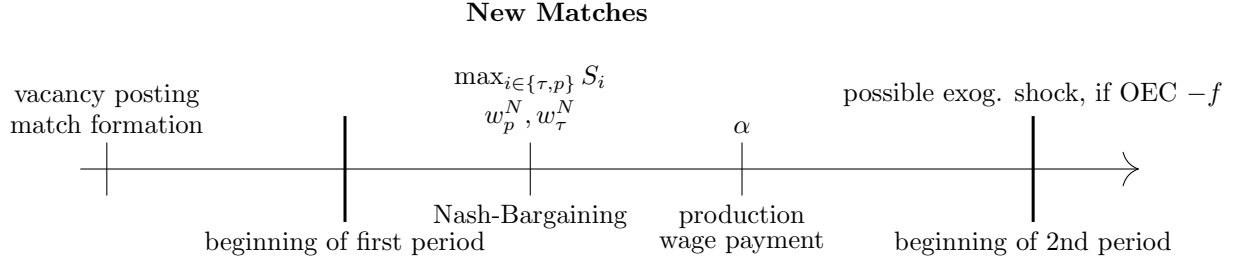 New Matches
vacancy posting
match formation
max_{i∈{τ,p}} S_i
w_p^N, w_τ^N
α
possible exog. shock, if OEC −f
beginning of first period
Nash-Bargaining
production
wage payment
beginning of 2nd period